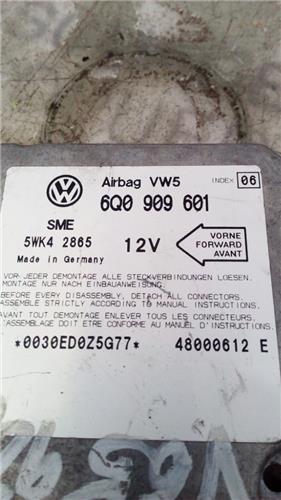 Airbag VW5
INDEX 06
6Q0 909 601
SME
5WK4 2865
12V
Made in Germany
VORNE
FORWARD
AVANT
VOR-JEDER DEMONTAGE ALLE STECKVERBINDUNGEN LOESEN.
MONTAGE NUR NACH EINBAUANWEISUNG.
BEFORE EVERY DISASSEMBLY, DETACH ALL CONNECTORS.
ASSEMBLE STRICTLY ACCORDING TO MANUAL INSTRUCTIONS.
AVANT TOUT DEMONTAGE ENLEVER TOUS LES CONNECTEURS.
L'ASSEMBLAGE DOIT ETRE CONFORME AU MANUEL D'INSTRUCTIONS.
*0030ED0Z5G77*
48000612 E